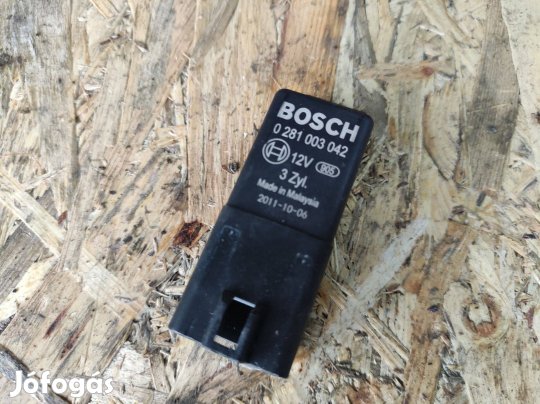 BOSCH
0 281 003 042
12V 905
3 Zyl.
Made in Malaysia
2011-10-06
Jófogás